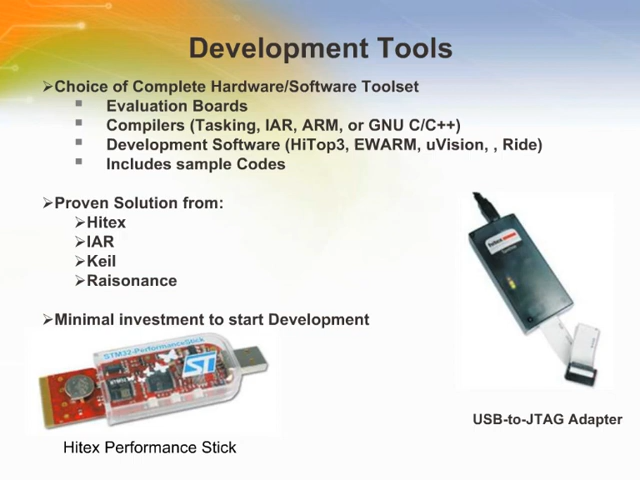 Development Tools
➢Choice of Complete Hardware/Software Toolset
▪ Evaluation Boards
▪ Compilers (Tasking, IAR, ARM, or GNU C/C++)
▪ Development Software (HiTop3, EWARM, uVision, , Ride)
▪ Includes sample Codes
➢Proven Solution from:
➢Hitex
➢IAR
➢Keil
➢Raisonance
➢Minimal investment to start Development
STM32-PerformanceStick
ST
USB-to-JTAG Adapter
Hitex Performance Stick